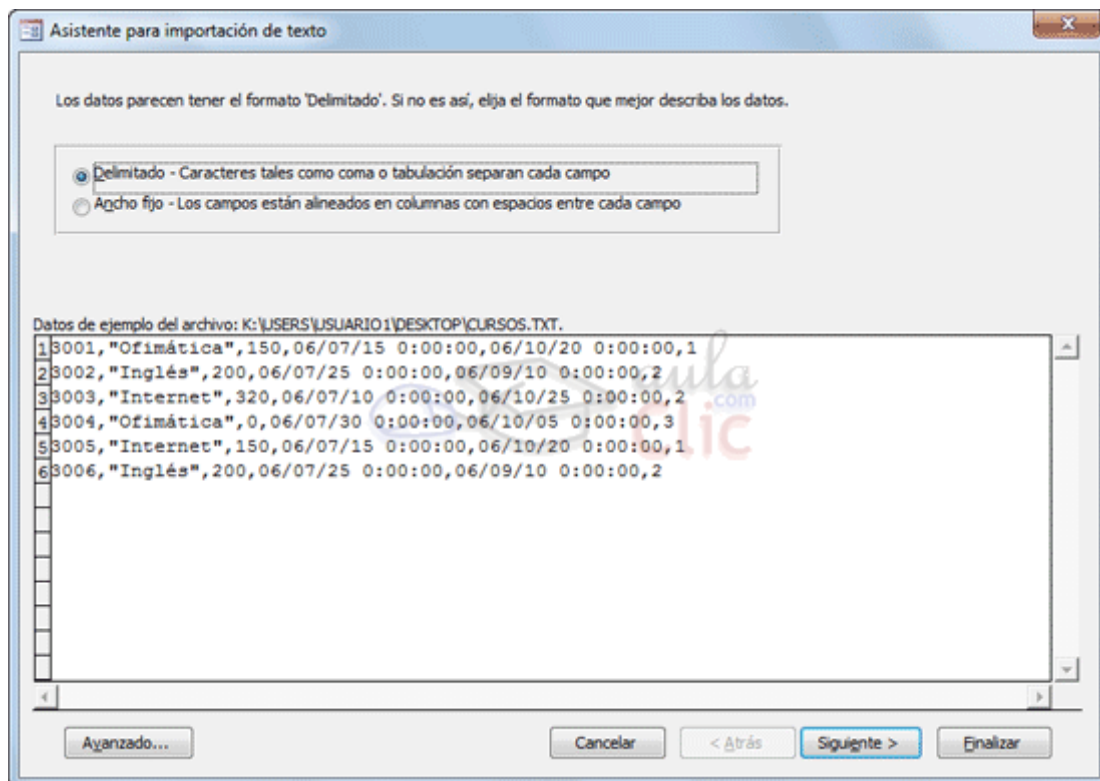 Asistente para importación de texto
Los datos parecen tener el formato 'Delimitado'. Si no es así, elija el formato que mejor describa los datos.
Delimitado - Caracteres tales como coma o tabulación separan cada campo
Ancho fijo - Los campos están alineados en columnas con espacios entre cada campo
Datos de ejemplo del archivo: K:\USERS\USUARIO1\DESKTOP\CURSOS.TXT.
1 3001,"Ofimática",150,06/07/15 0:00:00,06/10/20 0:00:00,1
2 3002,"Inglés",200,06/07/25 0:00:00,06/09/10 0:00:00,2
3 3003,"Internet",320,06/07/10 0:00:00,06/10/25 0:00:00,2
4 3004,"Ofimática",0,06/07/30 0:00:00,06/10/05 0:00:00,3
5 3005,"Internet",150,06/07/15 0:00:00,06/10/20 0:00:00,1
6 3006,"Inglés",200,06/07/25 0:00:00,06/09/10 0:00:00,2
aula
.com
Clic
Avanzado... Cancelar < Atrás Siguiente > Finalizar